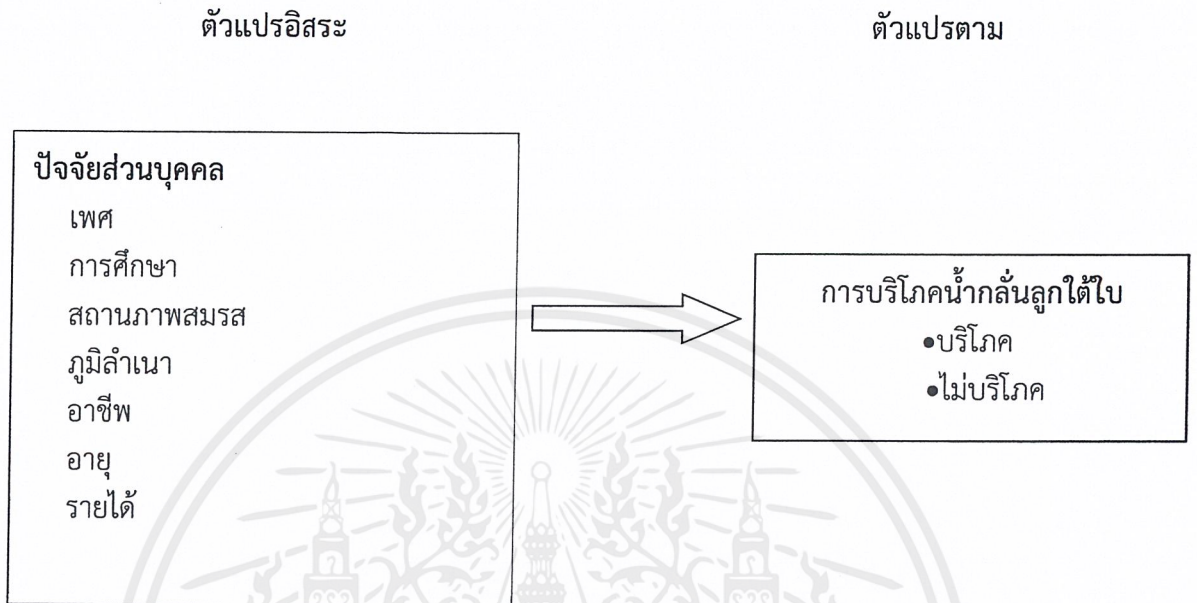 ตัวแปรอิสระ
ตัวแปรตาม
ปัจจัยส่วนบุคคล
เพศ
การศึกษา
สถานภาพสมรส
ภูมิลำเนา
อาชีพ
อายุ
รายได้
การบริโภคน้ำกลั่นลูกใต้ใบ
•บริโภค
•ไม่บริโภค